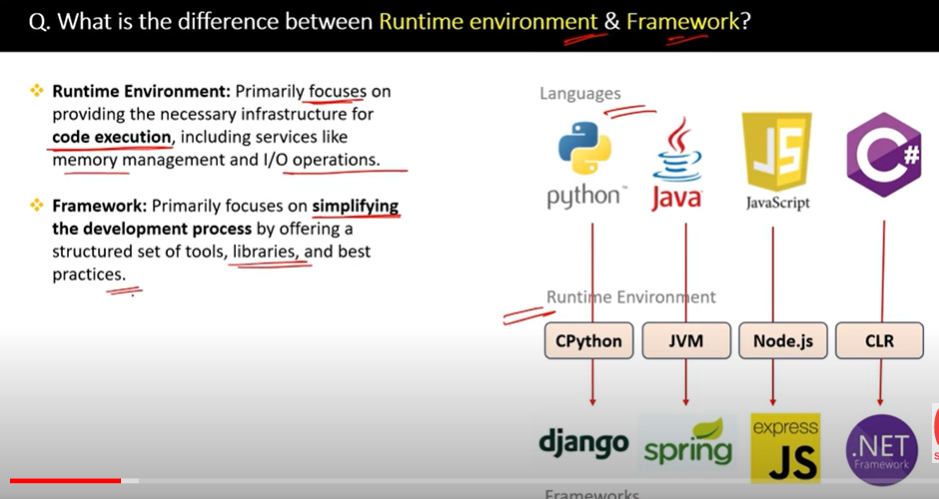 Q. What is the difference between Runtime environment & Framework?
Runtime Environment: Primarily focuses on
providing the necessary infrastructure for
code execution, including services like
memory management and I/O operations.
Framework: Primarily focuses on simplifying
the development process by offering a
structured set of tools, libraries, and best
practices.
Languages
python™
Java
JS
JavaScript
C#
Runtime Environment
CPython
JVM
Node.js
CLR
django
spring
express
JS
.NET
Framework
Frameworks